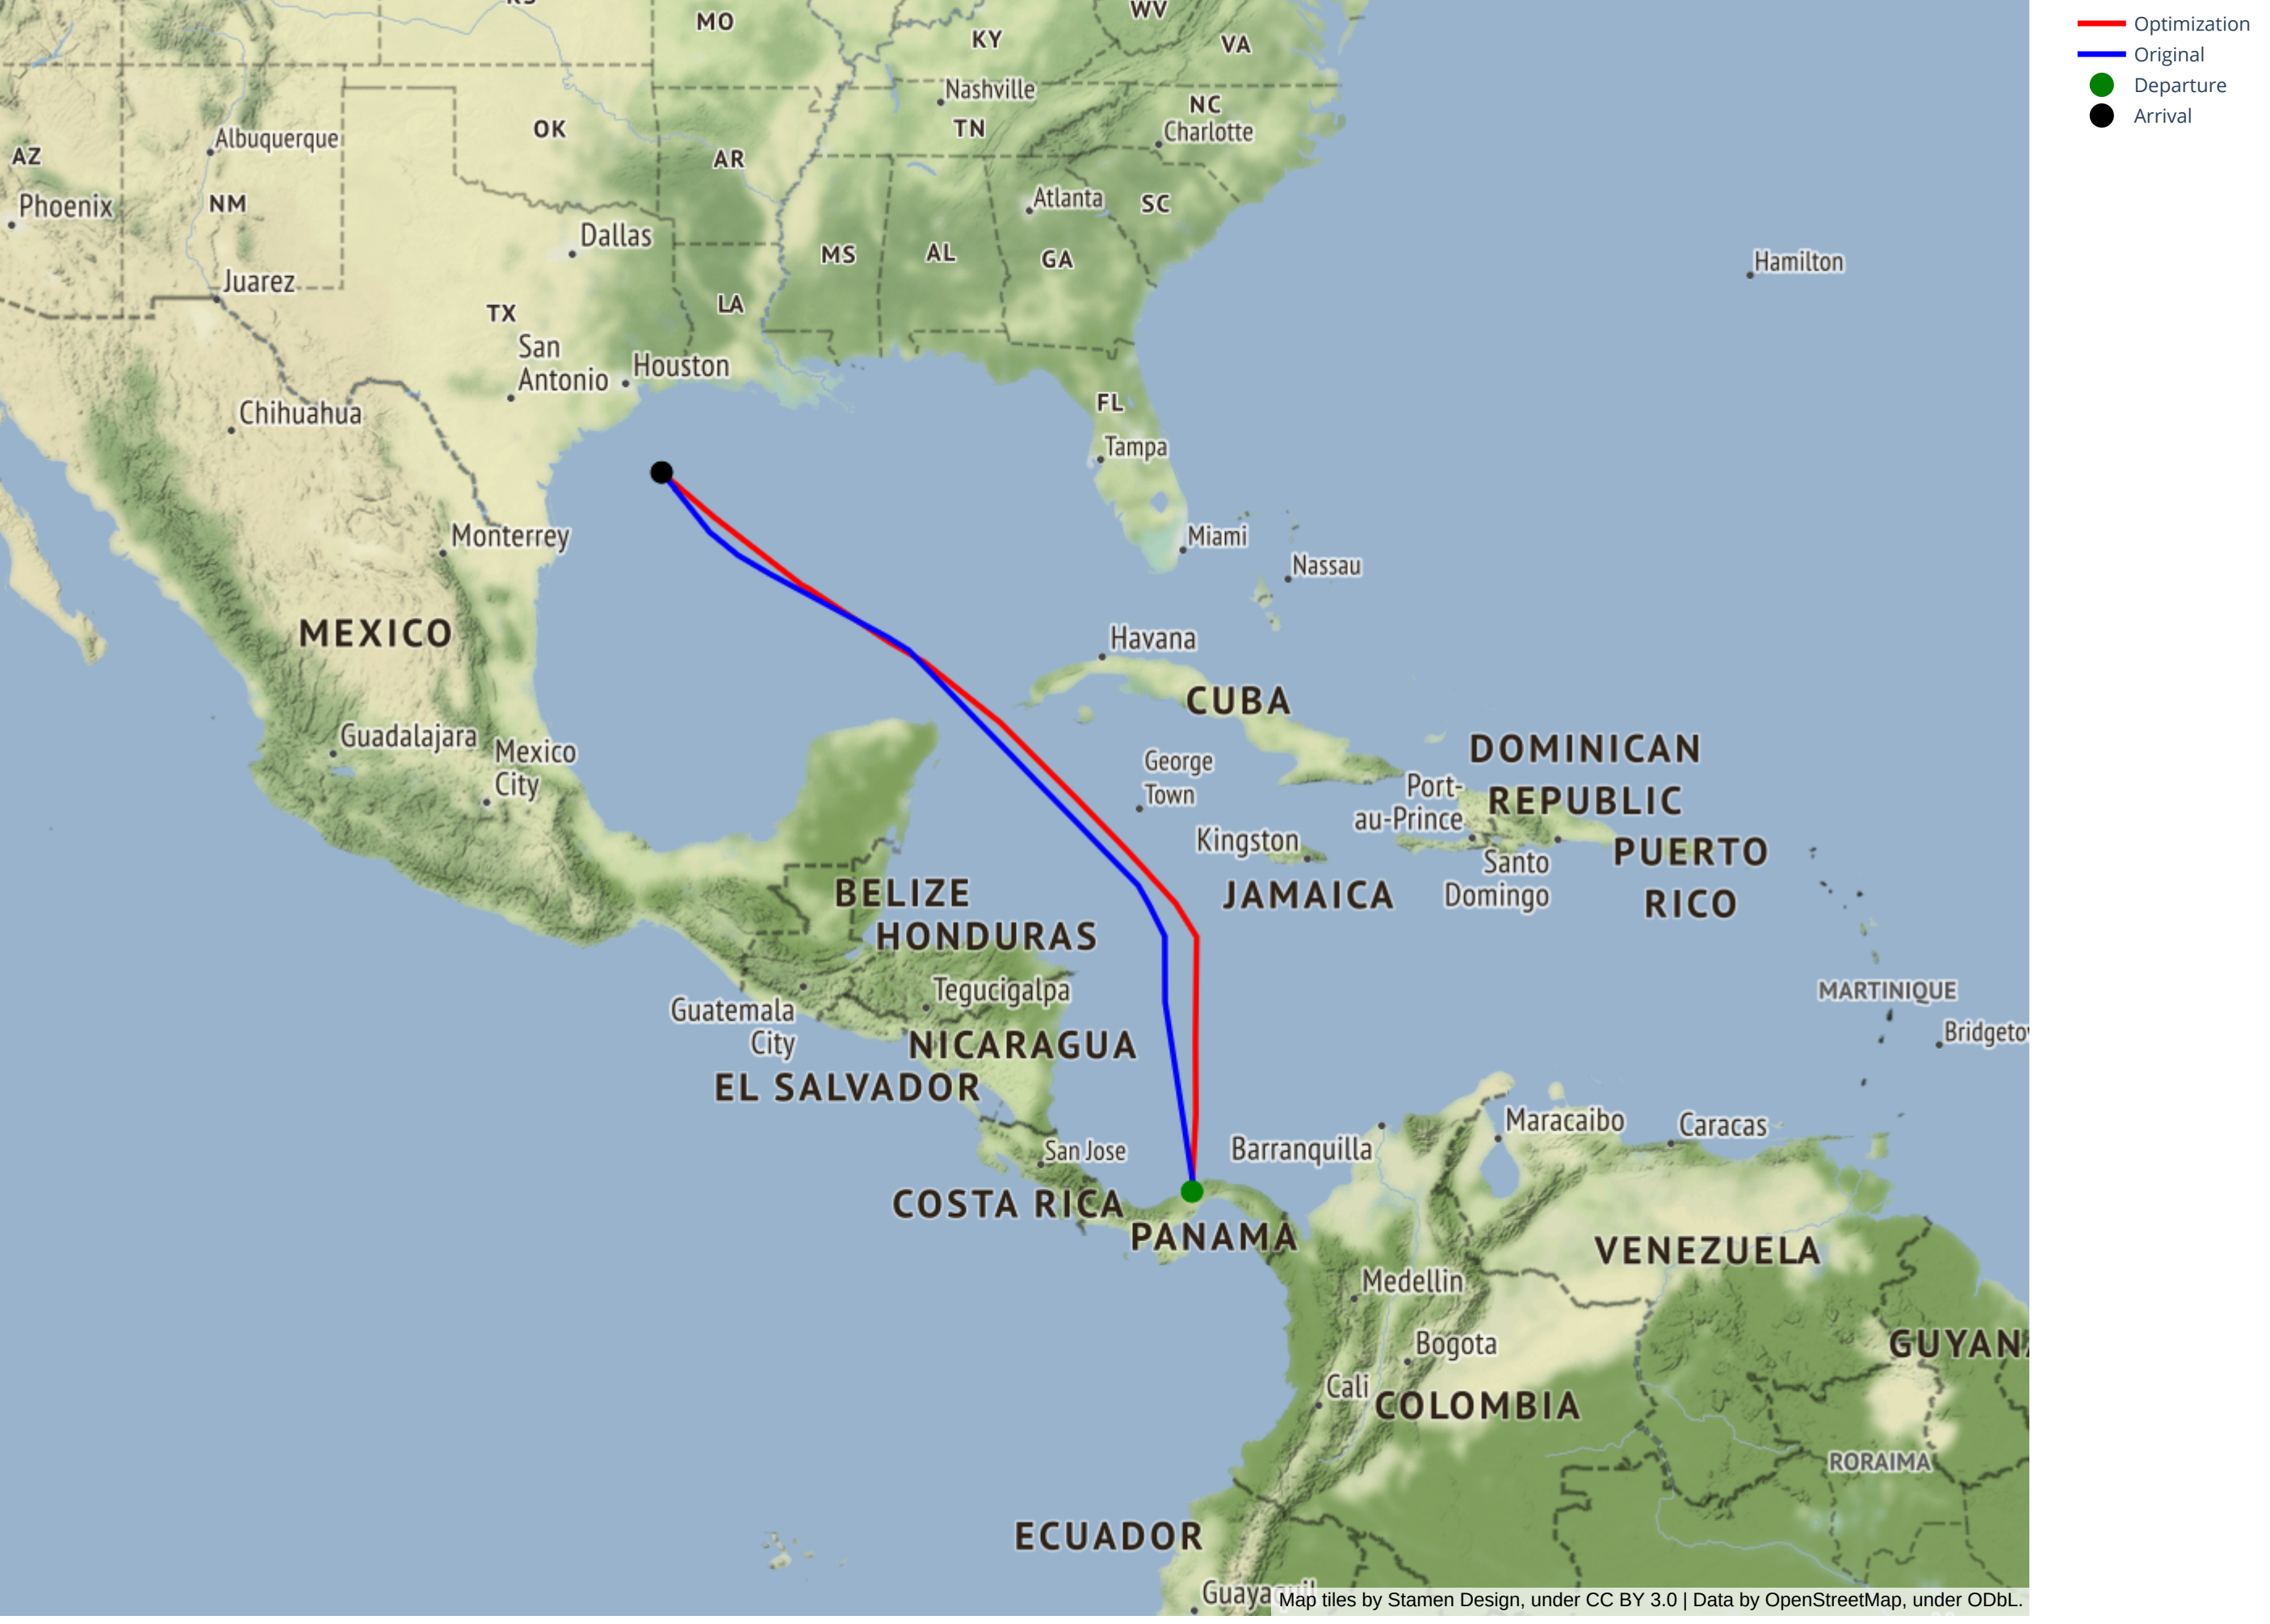 MO
WV
KY
VA
Nashville
NC
TN
Charlotte
Albuquerque
OK
AR
AZ
Phoenix
NM
Atlanta
SC
Dallas
MS
AL
GA
Hamilton
Juarez
LA
TX
San
Antonio
Houston
Chihuahua
FL
Tampa
Monterrey
Miami
Nassau
MEXICO
Havana
CUBA
Guadalajara
Mexico
City
George
Town
DOMINICAN
REPUBLIC
Port-
au-Prince
Kingston
Santo
Domingo
PUERTO
RICO
JAMAICA
BELIZE
HONDURAS
Tegucigalpa
MARTINIQUE
Guatemala
City
Bridgeto
NICARAGUA
EL SALVADOR
San Jose
Barranquilla
Maracaibo
Caracas
COSTA RICA
PANAMA
VENEZUELA
Medellin
Bogota
GUYAN
Cali
COLOMBIA
RORAIMA
ECUADOR
Guayaquil
Map tiles by Stamen Design, under CC BY 3.0 | Data by OpenStreetMap, under ODbL.
Optimization
Original
Departure
Arrival